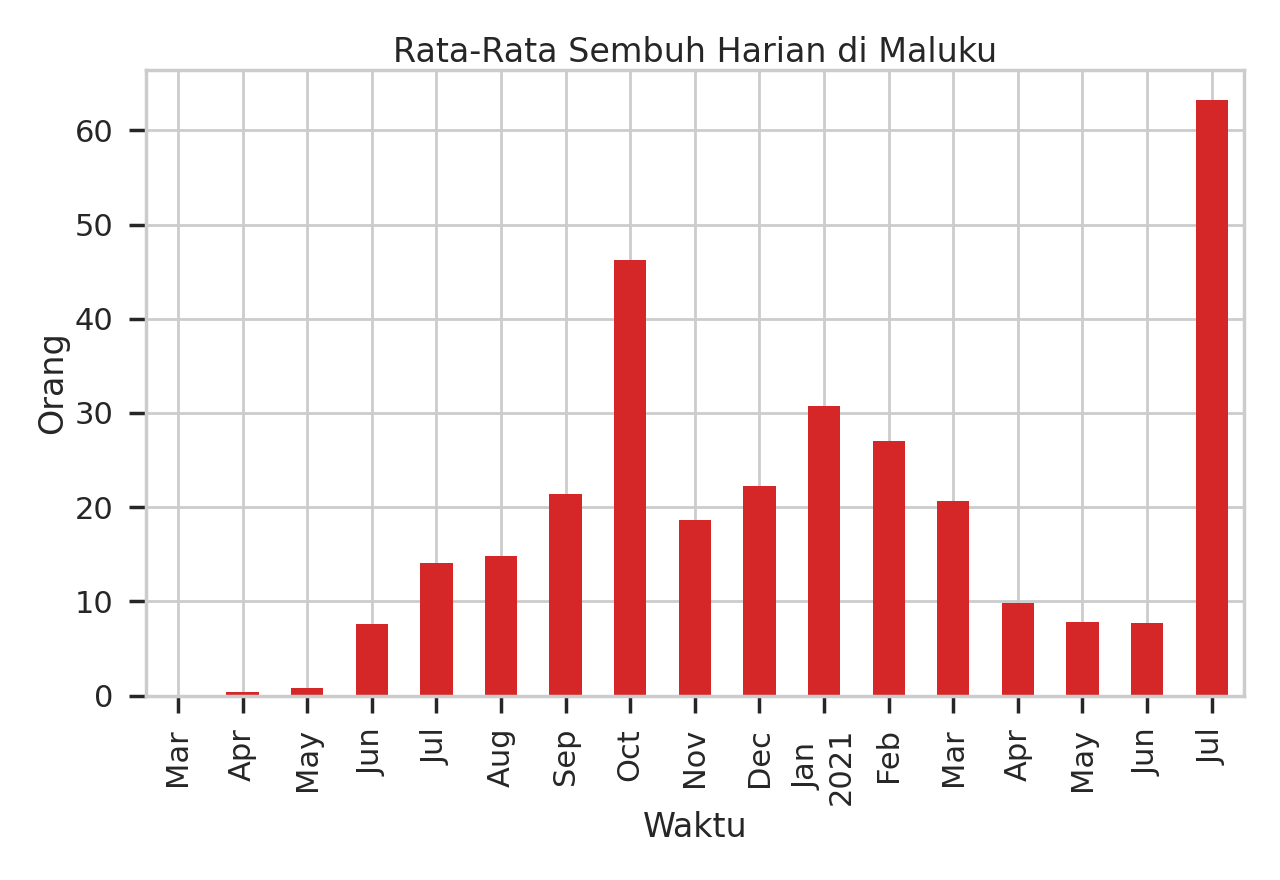 Rata-Rata Sembuh Harian di Maluku
60
50
40
30
20
10
0
Orang
Mar
Apr
May
Jun
Jul
Aug
Sep
Oct
Nov
Dec
Jan
2021
Feb
Mar
Apr
May
Jun
Jul
Waktu